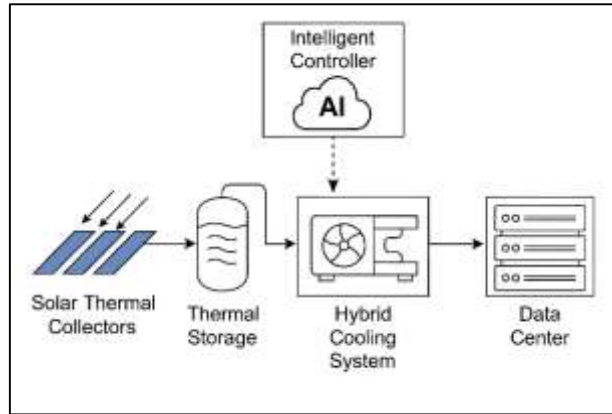 Intelligent
Controller
AI
Solar Thermal
Collectors
Thermal
Storage
Hybrid
Cooling
System
Data
Center